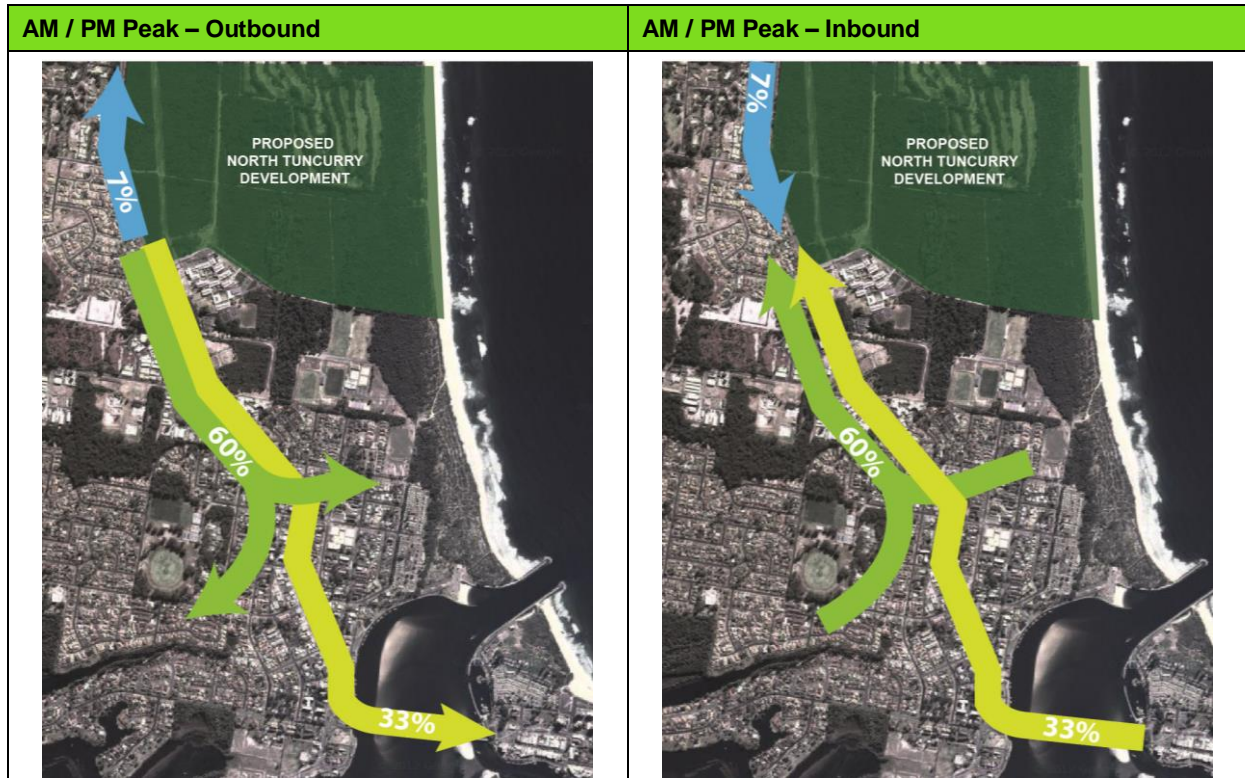 AM / PM Peak – Outbound
AM / PM Peak – Inbound
PROPOSED
NORTH TUNCURRY
DEVELOPMENT
7%
60%
33%
7%
PROPOSED
NORTH TUNCURRY
DEVELOPMENT
60%
33%